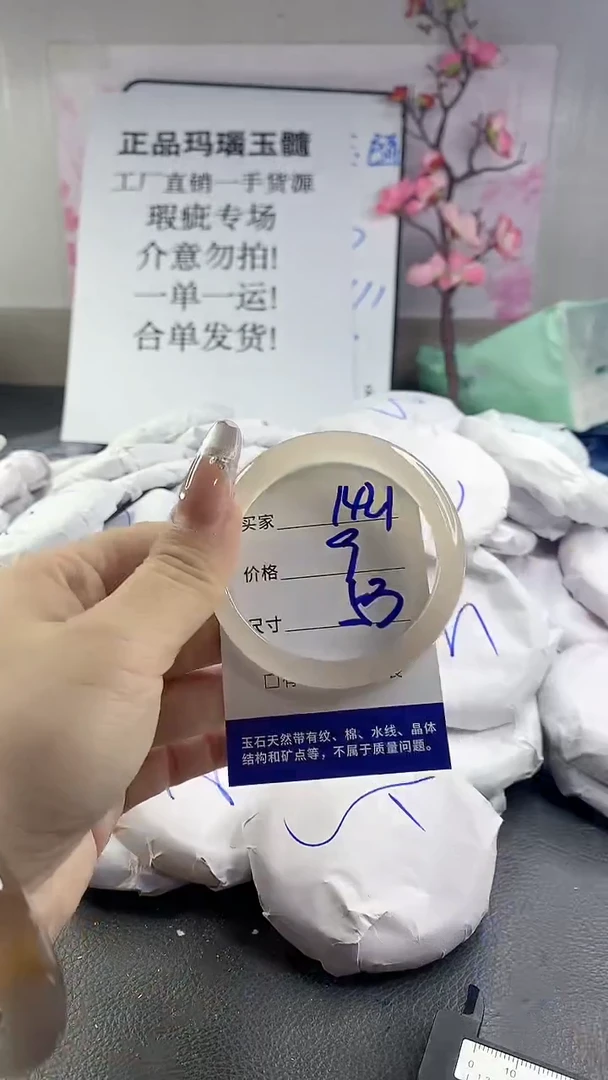 正品玛瑙玉髓
工厂直销一手货源
瑕疵专场
介意勿拍!
一单一运!
合单发货!
买家 1441
价格 9
尺寸 53
玉石天然带有纹、棉、水线、晶体
结构和矿点等，不属于质量问题。
0 10